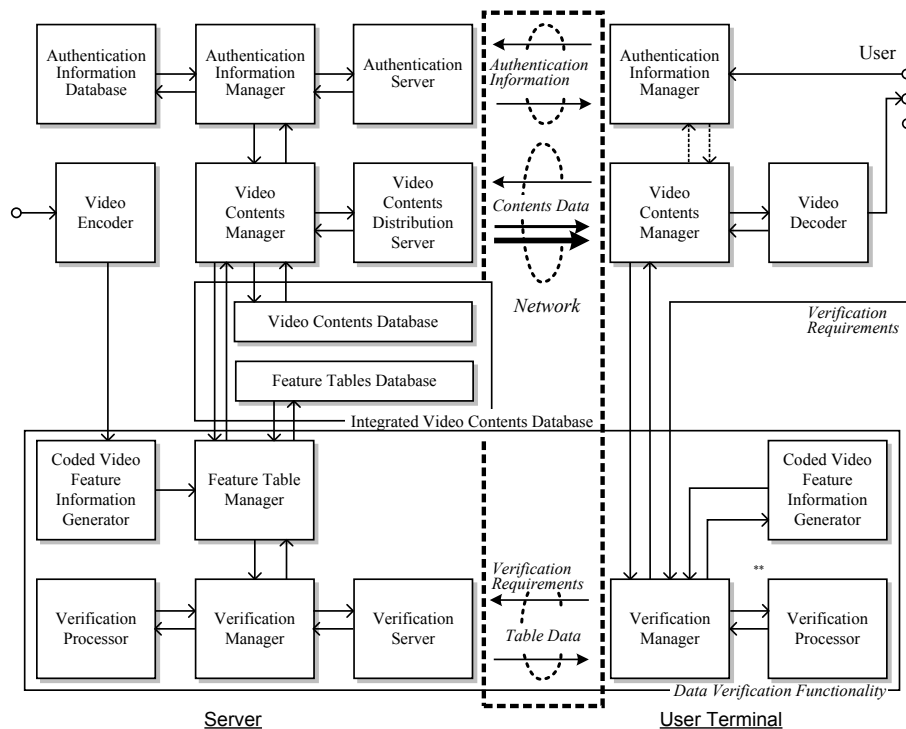 Authentication
Information
Database
Authentication
Information
Manager
Authentication
Server
Authentication
Information
Authentication
Information
Manager
User
Video
Encoder
Video
Contents
Manager
Video
Contents
Distribution
Server
Contents Data
Video
Contents
Manager
Video
Decoder
Network
Verification
Requirements
Video Contents Database
Feature Tables Database
Integrated Video Contents Database
Coded Video
Feature
Information
Generator
Feature Table
Manager
Coded Video
Feature
Information
Generator
Verification
Requirements
**
Verification
Processor
Verification
Manager
Verification
Server
Table Data
Verification
Manager
Verification
Processor
Data Verification Functionality
Server
User Terminal